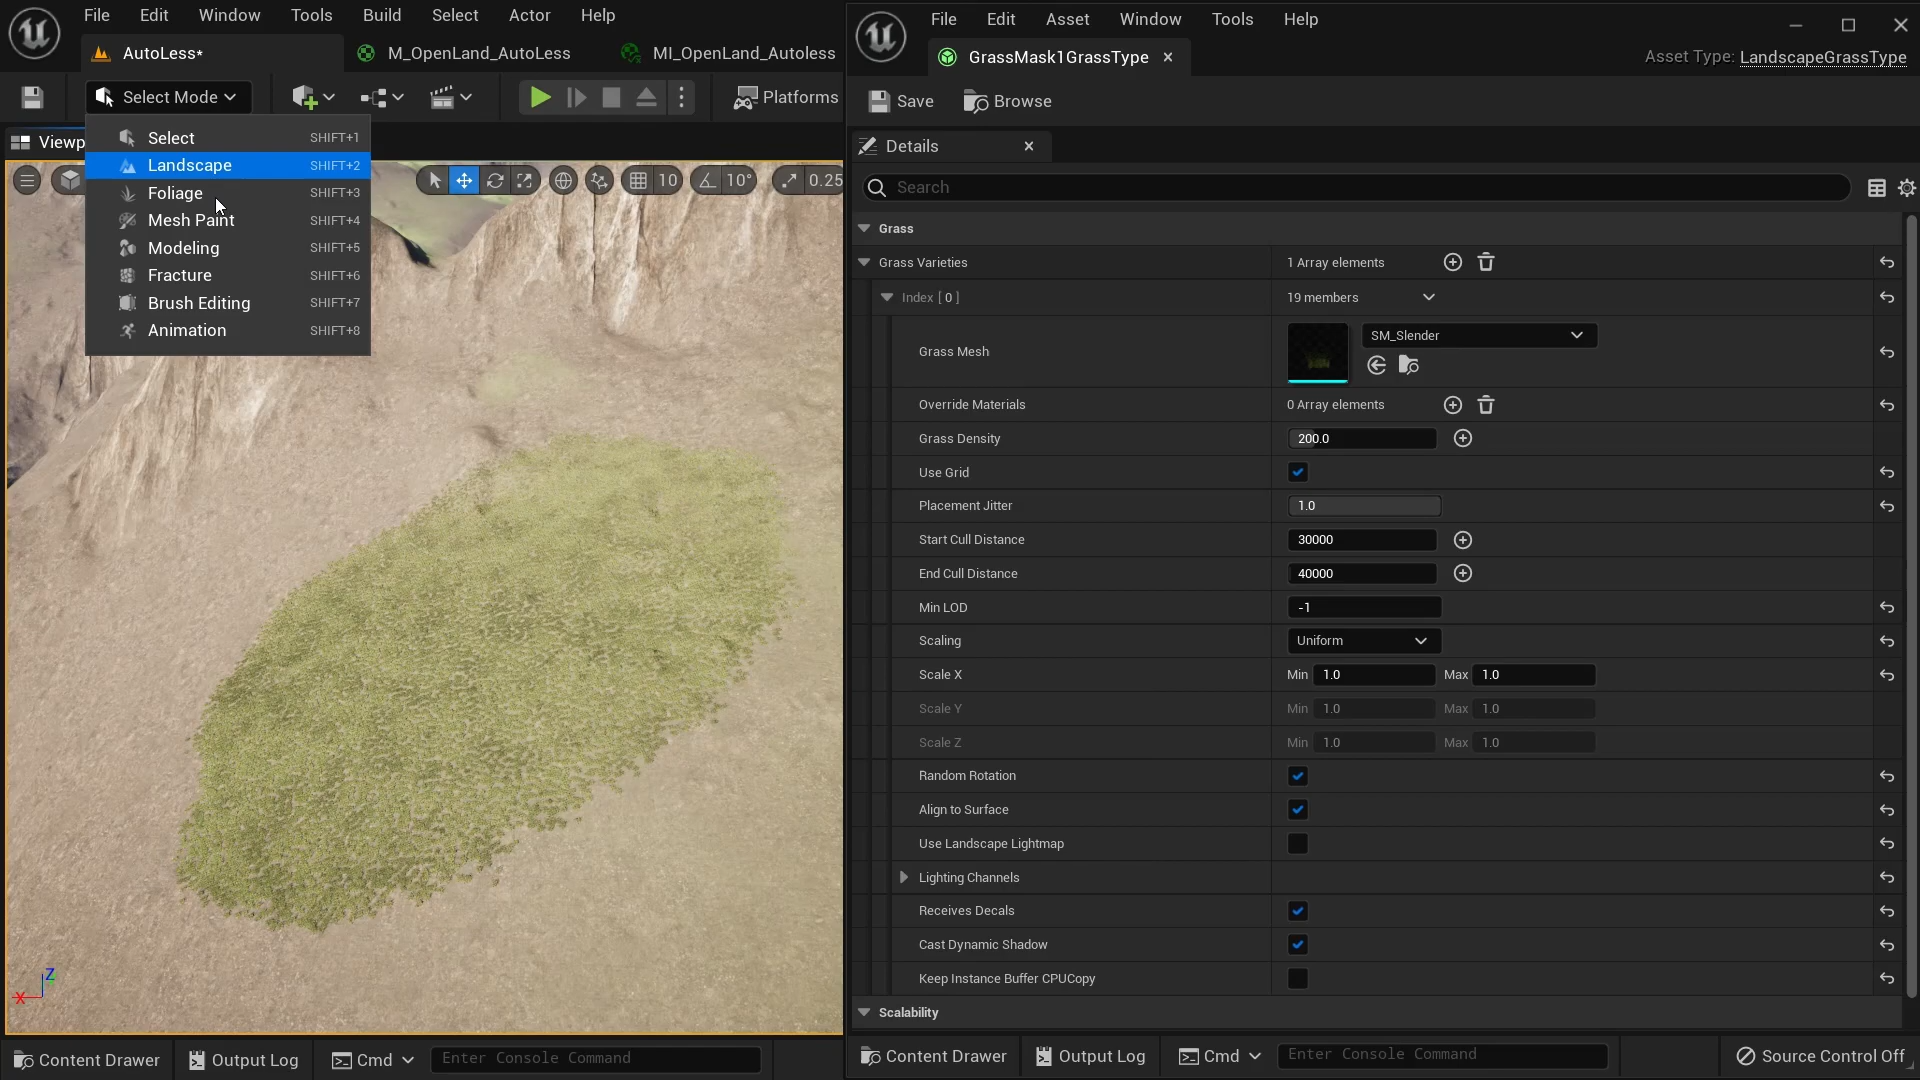 File Edit Window Tools Build Select Actor Help
AutoLess* M_OpenLand_AutoLess MI_OpenLand_Autoless
Select Mode Platforms
Viewp
Select SHIFT+1
Landscape SHIFT+2
Foliage SHIFT+3
Mesh Paint SHIFT+4
Modeling SHIFT+5
Fracture SHIFT+6
Brush Editing SHIFT+7
Animation SHIFT+8
10 10° 0.25
Z
X
Content Drawer Output Log Cmd Enter Console Command
File Edit Asset Window Tools Help
GrassMask1GrassType Asset Type: LandscapeGrassType
Save Browse
Details
Search
Grass
Grass Varieties 1 Array elements
Index [ 0 ] 19 members
Grass Mesh SM_Slender
Override Materials 0 Array elements
Grass Density 200.0
Use Grid
Placement Jitter 1.0
Start Cull Distance 30000
End Cull Distance 40000
Min LOD -1
Scaling Uniform
Scale X Min 1.0 Max 1.0
Scale Y Min 1.0 Max 1.0
Scale Z Min 1.0 Max 1.0
Random Rotation
Align to Surface
Use Landscape Lightmap
Lighting Channels
Receives Decals
Cast Dynamic Shadow
Keep Instance Buffer CPUCopy
Scalability
Content Drawer Output Log Cmd Enter Console Command Source Control Off